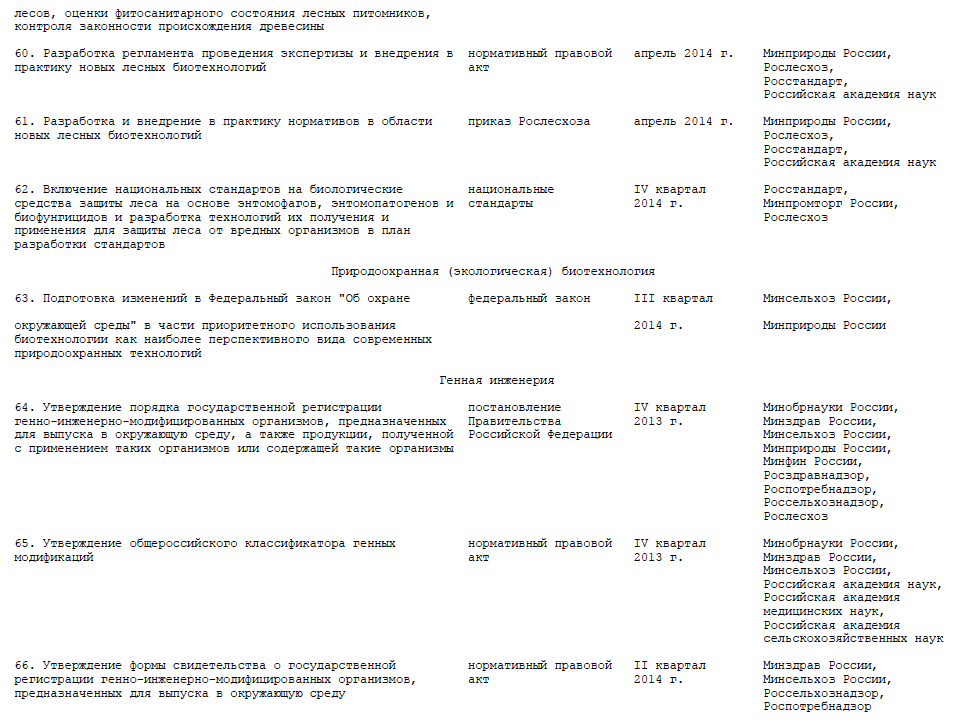 лесов, оценки фитосанитарного состояния лесных питомников,
контроля законности происхождения древесины
60. Разработка регламента проведения экспертизы и внедрения в нормативный правовой апрель 2014 г. Минприроды России,
практику новых лесных биотехнологий акт Рослесхоз,
Росстандарт,
Российская академия наук
61. Разработка и внедрение в практику нормативов в области приказ Рослесхоза апрель 2014 г. Минприроды России,
новых лесных биотехнологий Рослесхоз,
Росстандарт,
Российская академия наук
62. Включение национальных стандартов на биологические национальные IV квартал Росстандарт,
средства защиты леса на основе энтомофагов, энтомопатогенов и стандарты 2014 г. Минпромторг России,
биофунгицидов и разработка технологий их получения и Рослесхоз
применения для защиты леса от вредных организмов в план
разработки стандартов
Природоохранная (экологическая) биотехнология
63. Подготовка изменений в Федеральный закон "Об охране федеральный закон III квартал Минсельхоз России,
окружающей среды" в части приоритетного использования 2014 г. Минприроды России
биотехнологии как наиболее перспективного вида современных
природоохранных технологий
Генная инженерия
64. Утверждение порядка государственной регистрации постановление IV квартал Минобрнауки России,
генно-инженерно-модифицированных организмов, предназначенных Правительства 2013 г. Минздрав России,
для выпуска в окружающую среду, а также продукции, полученной Российской Федерации Минсельхоз России,
с применением таких организмов или содержащей такие организмы Минприроды России,
Минфин России,
Росздравнадзор,
Роспотребнадзор,
Россельхознадзор,
Рослесхоз
65. Утверждение общероссийского классификатора генных нормативный правовой IV квартал Минобрнауки России,
модификаций акт 2013 г. Минздрав России,
Минсельхоз России,
Российская академия наук,
Российская академия
медицинских наук,
Российская академия
сельскохозяйственных наук
66. Утверждение формы свидетельства о государственной нормативный правовой II квартал Минздрав России,
регистрации генно-инженерно-модифицированных организмов, акт 2014 г. Минсельхоз России,
предназначенных для выпуска в окружающую среду Россельхознадзор,
Роспотребнадзор